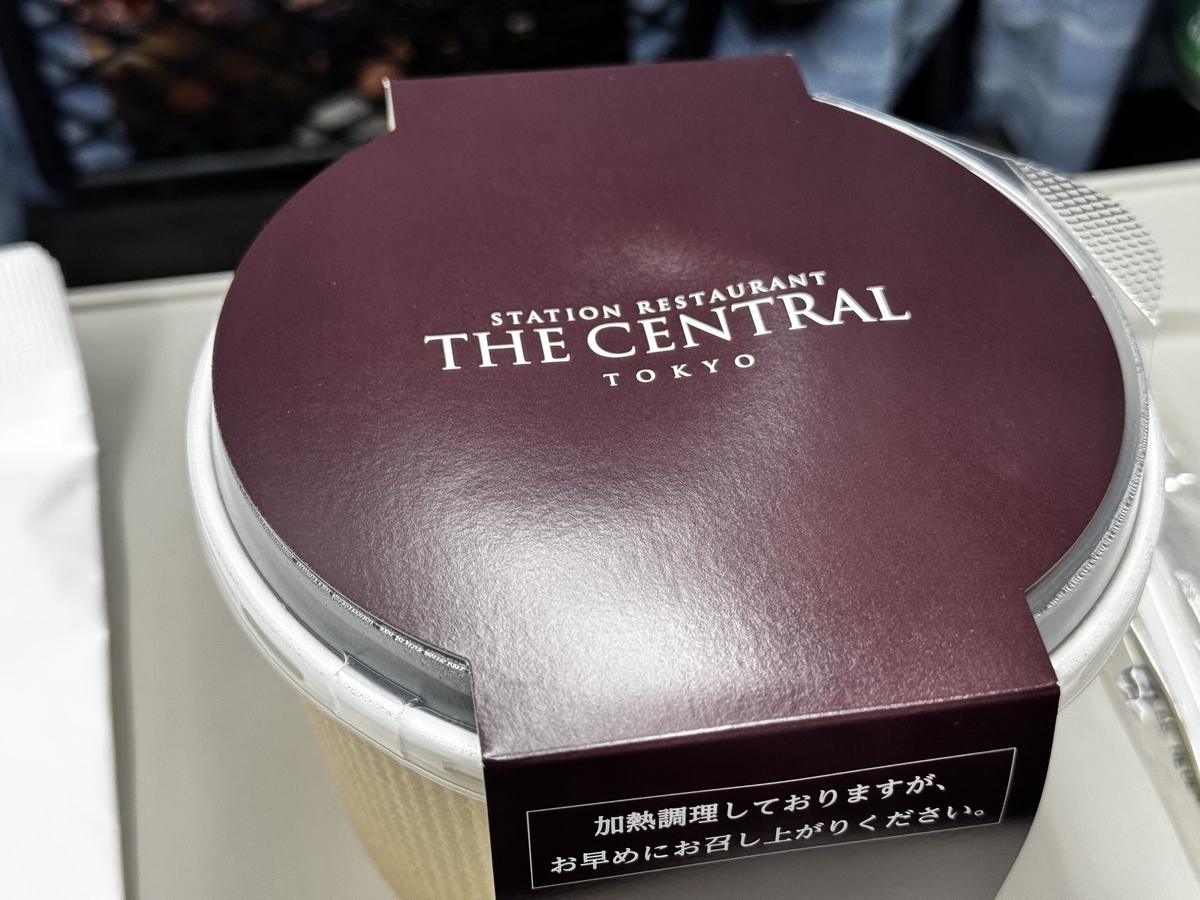 STATION RESTAURANT
THE CENTRAL
TOKYO
加熱調理しておりますが、
お早めにお召し上がりください。